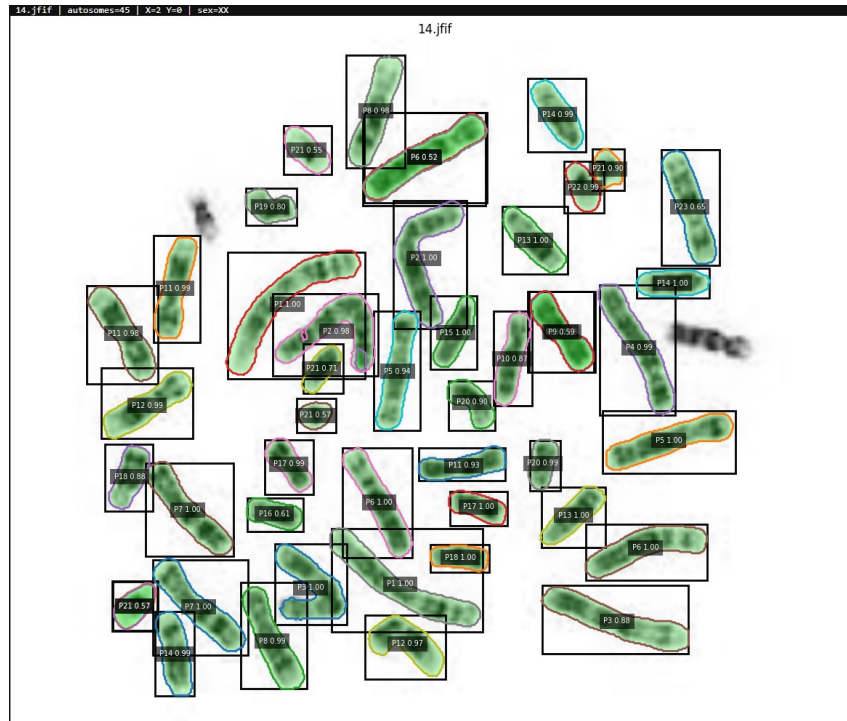 14.jfif | autosomes=45 | X=2 Y=0 | sex=XX
14.jfif
P8 0.98
P14 0.99
P21 0.55
P6 0.52
P21 0.90
P22 0.99
P19 0.80
P23 0.65
P13 1.00
P2 1.00
P11 0.99
P14 1.00
P1 1.00
P11 0.98
P2 0.98
P15 1.00
P9 0.59
P4 0.99
P10 0.87
P21 0.71
P5 0.94
P12 0.99
P20 0.90
P21 0.57
P5 1.00
P17 0.99
P11 0.93
P20 0.99
P18 0.88
P6 1.00
P7 1.00
P16 0.61
P17 1.00
P13 1.00
P6 1.00
P18 1.00
P3 1.00
P1 1.00
P21 0.57
P7 1.00
P3 0.88
P8 0.99
P12 0.97
P14 0.99